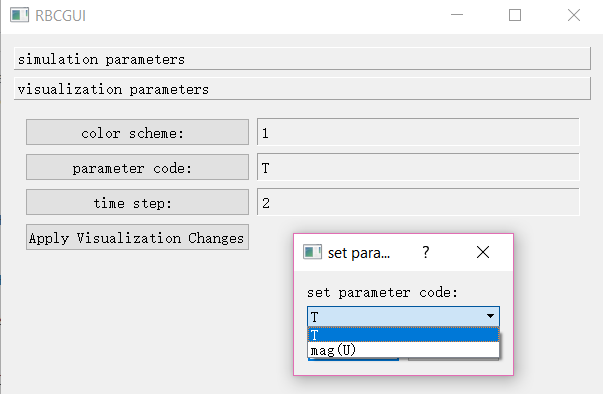 RBCGUI
simulation parameters
visualization parameters
color scheme: 1
parameter code: T
time step: 2
Apply Visualization Changes
set para... ?
set parameter code:
T
T
mag(U)